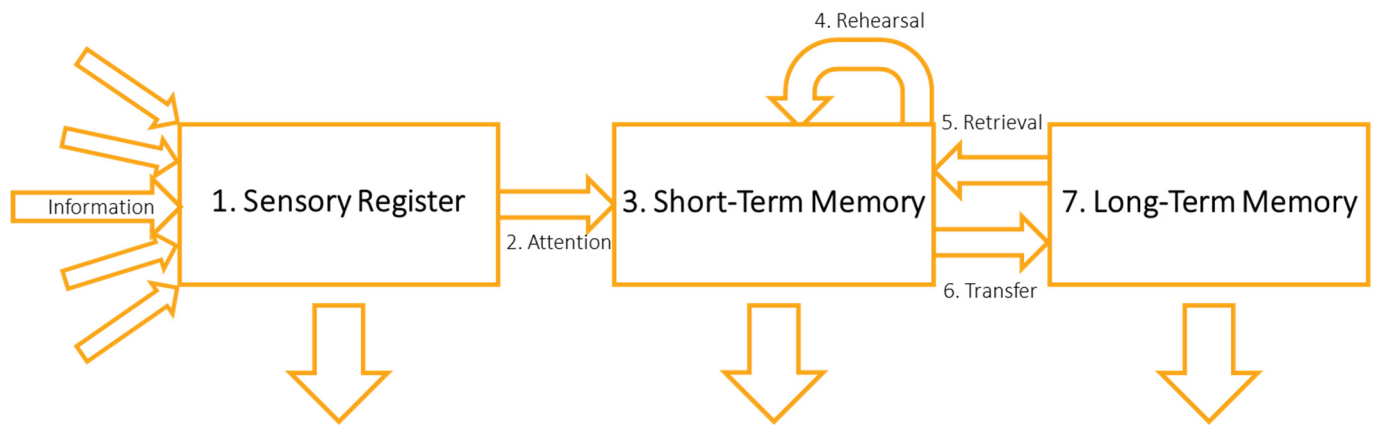 4. Rehearsal
5. Retrieval
Information
1. Sensory Register
3. Short-Term Memory
7. Long-Term Memory
2. Attention
6. Transfer